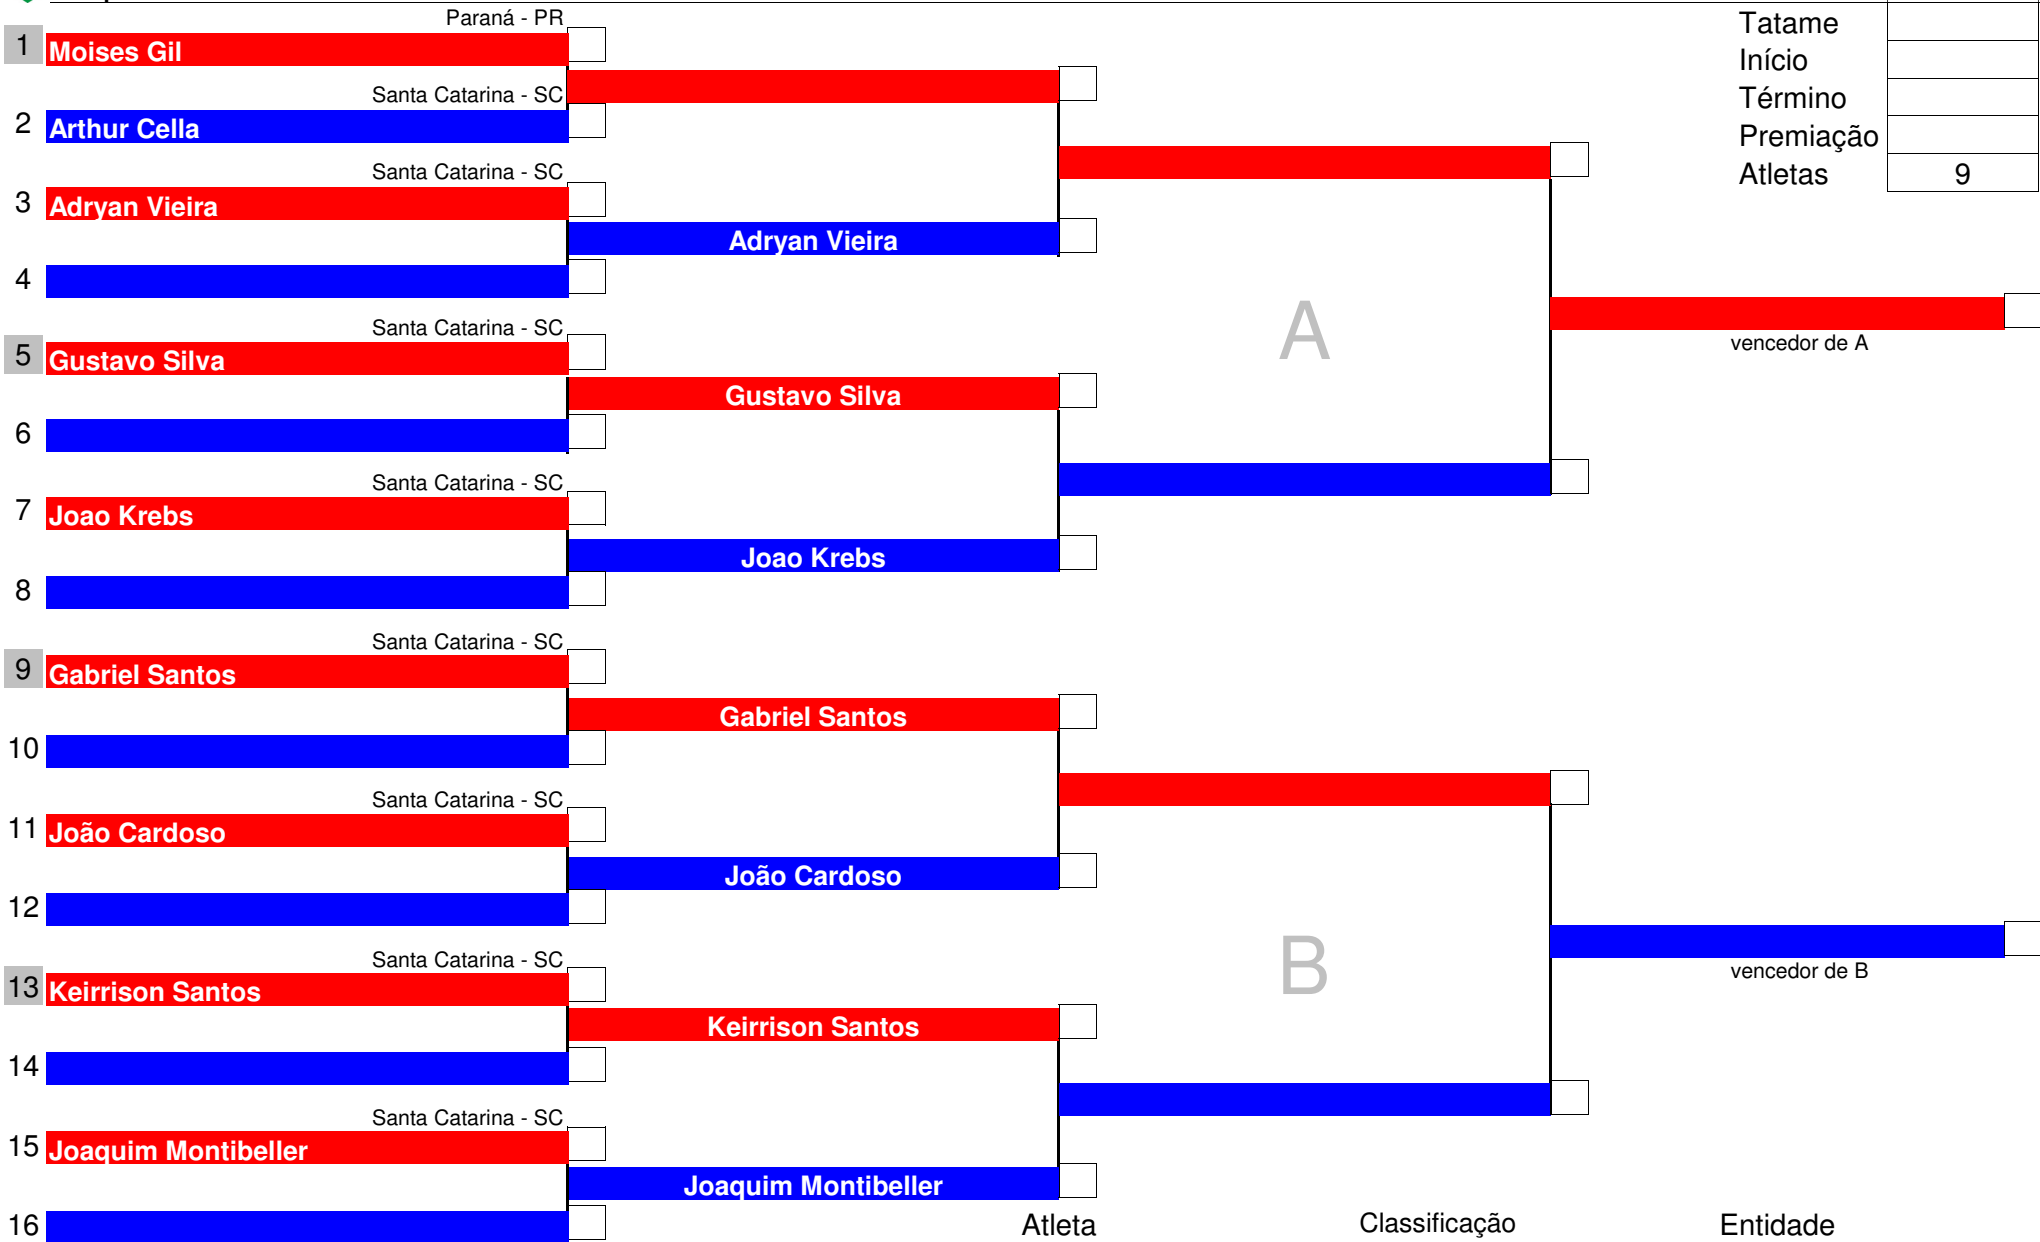 Paraná - PR
1 Moises Gil
Santa Catarina - SC
2 Arthur Cella
Santa Catarina - SC
3 Adryan Vieira
Adryan Vieira
4
Santa Catarina - SC
5 Gustavo Silva
Gustavo Silva
6
Santa Catarina - SC
7 Joao Krebs
Joao Krebs
8
Santa Catarina - SC
9 Gabriel Santos
Gabriel Santos
10
Santa Catarina - SC
11 João Cardoso
João Cardoso
12
Santa Catarina - SC
13 Keirrison Santos
Keirrison Santos
14
Santa Catarina - SC
15 Joaquim Montibeller
Joaquim Montibeller
16
A
B
vencedor de A
vencedor de B
Tatame
Início
Término
Premiação
Atletas 9
Atleta Classificação Entidade